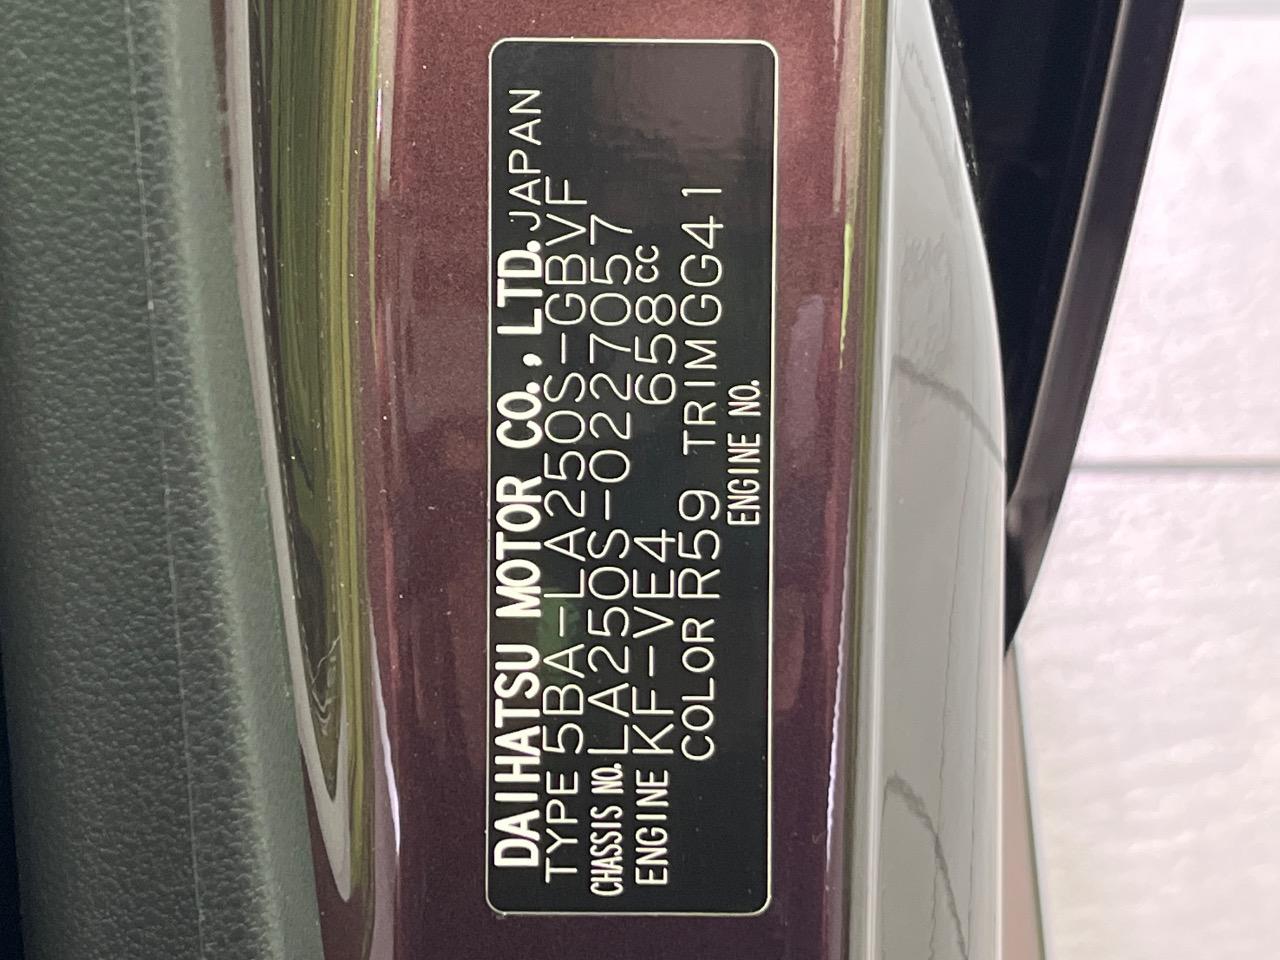 DAIHATSU MOTOR CO., LTD. JAPAN
TYPE 5BA-LA250S-GBVF
CHASSIS NO. LA250S-0227057
ENGINE KF-VE4 658cc
COLOR R59 TRIM GG41
ENGINE NO.